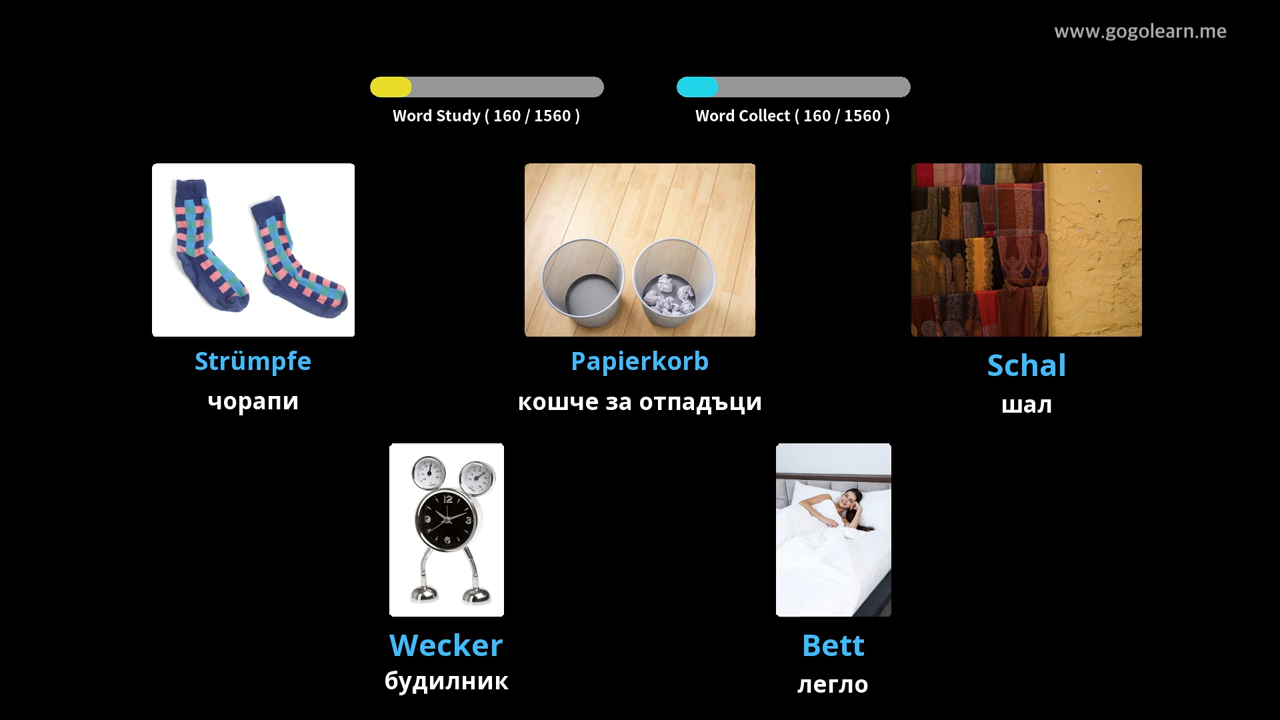 www.gogolearn.me
Word Study ( 160 / 1560 )
Word Collect ( 160 / 1560 )
Strümpfe
чорапи
Papierkorb
кошче за отпадъци
Schal
шал
Wecker
будилник
Bett
легло